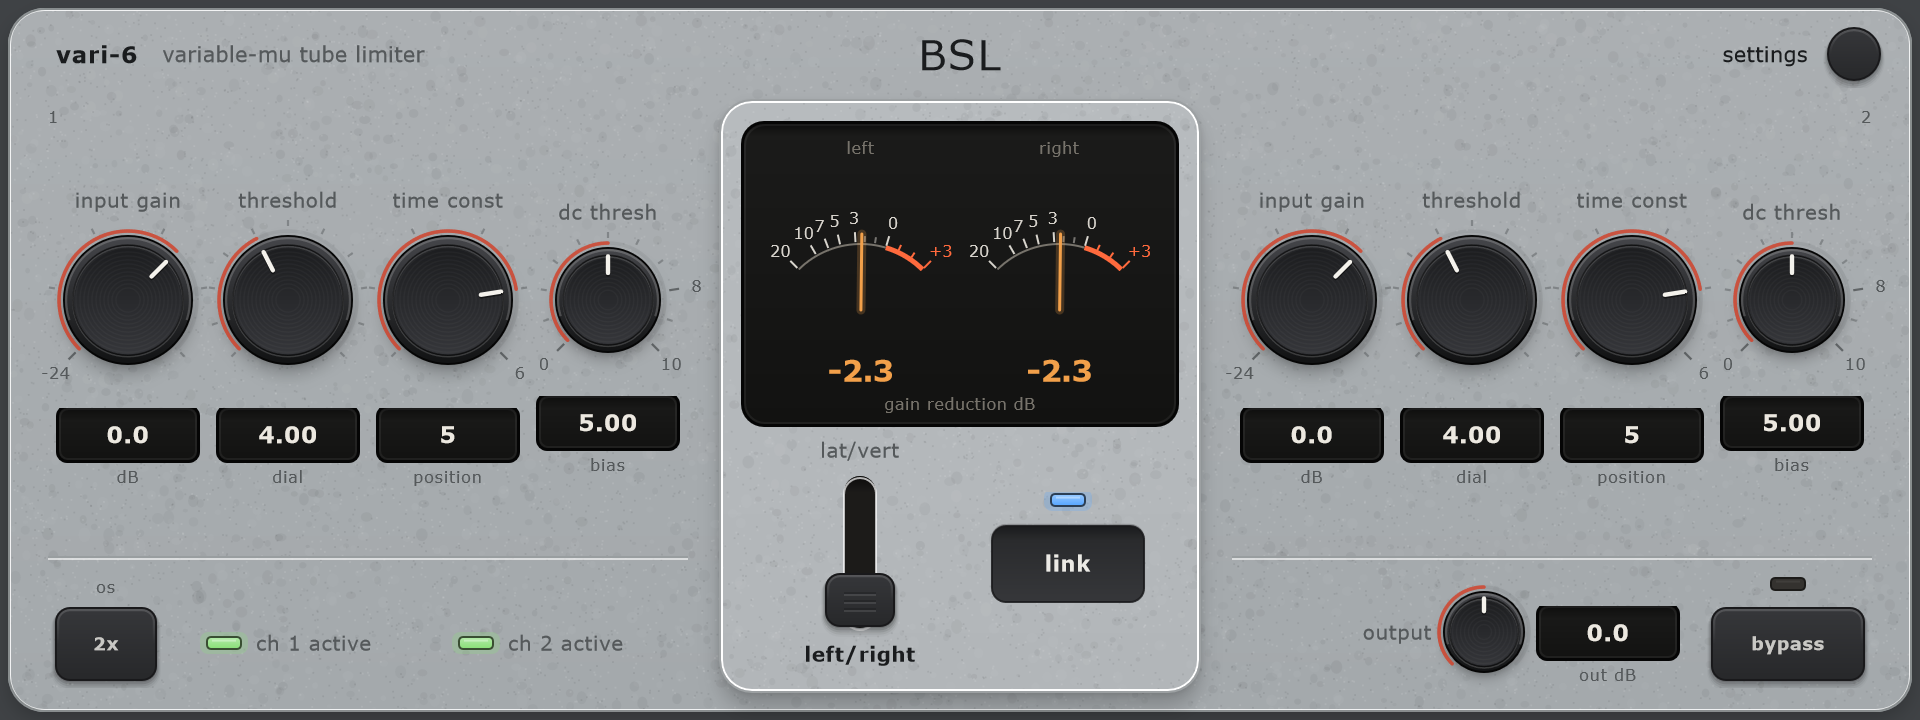 vari-6 variable-mu tube limiter BSL settings
1 2
left right
input gain threshold time const dc thresh
20 10 7 5 3 0 +3
20 10 7 5 3 0 +3
input gain threshold time const dc thresh
-24 6 0 8 10
-24 6 0 8 10
-2.3 -2.3
gain reduction dB
0.0 4.00 5 5.00
dB dial position bias
0.0 4.00 5 5.00
dB dial position bias
lat/vert
link
left/right
os
2x ch 1 active ch 2 active
output 0.0 bypass
out dB